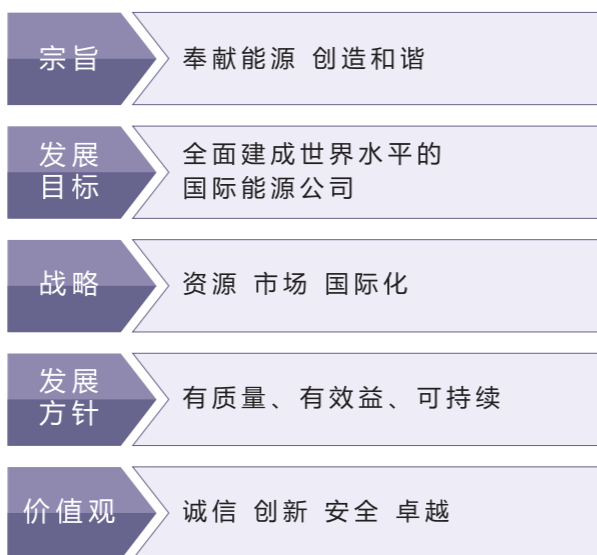 宗旨
奉献能源 创造和谐
发展
目标
全面建成世界水平的
国际能源公司
战略
资源 市场 国际化
发展
方针
有质量、有效益、可持续
价值观
诚信 创新 安全 卓越